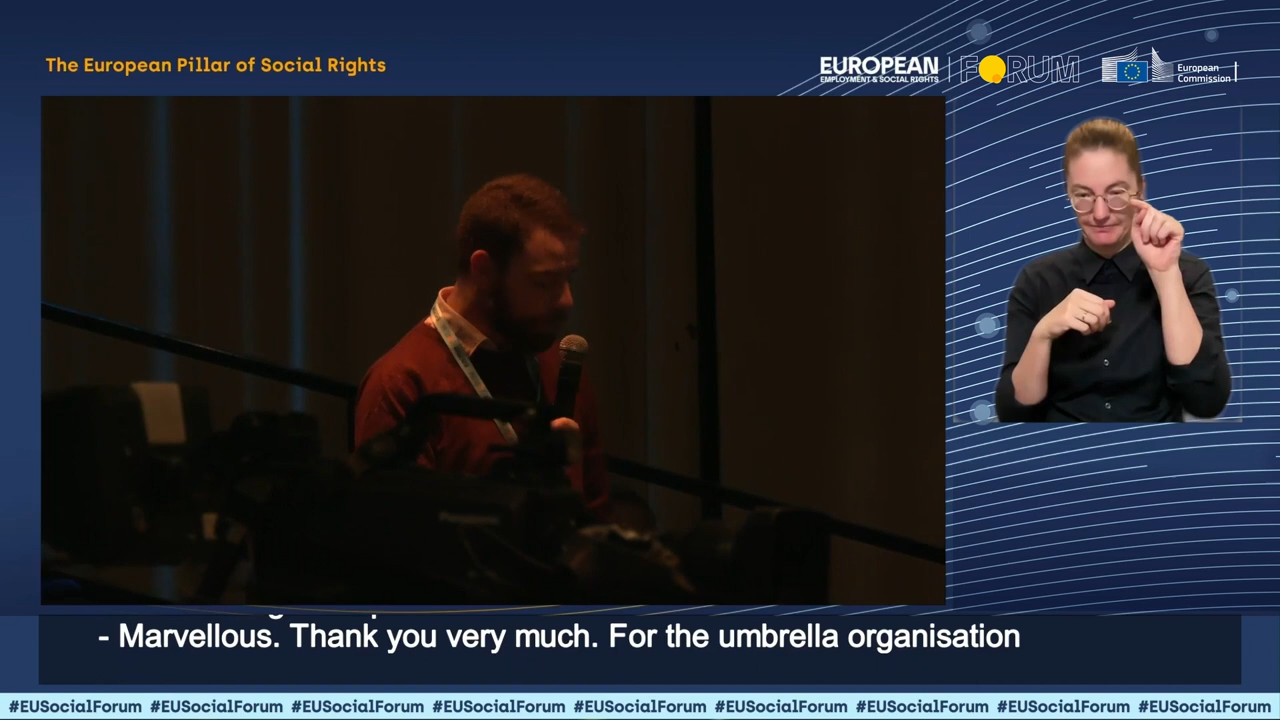 The European Pillar of Social Rights
EUROPEAN
EMPLOYMENT & SOCIAL RIGHTS
FORUM
European
Commission
- Marvellous. Thank you very much. For the umbrella organisation
#EUSocialForum #EUSocialForum #EUSocialForum #EUSocialForum #EUSocialForum #EUSocialForum #EUSocialForum #EUSocialForum #EUSocialForum